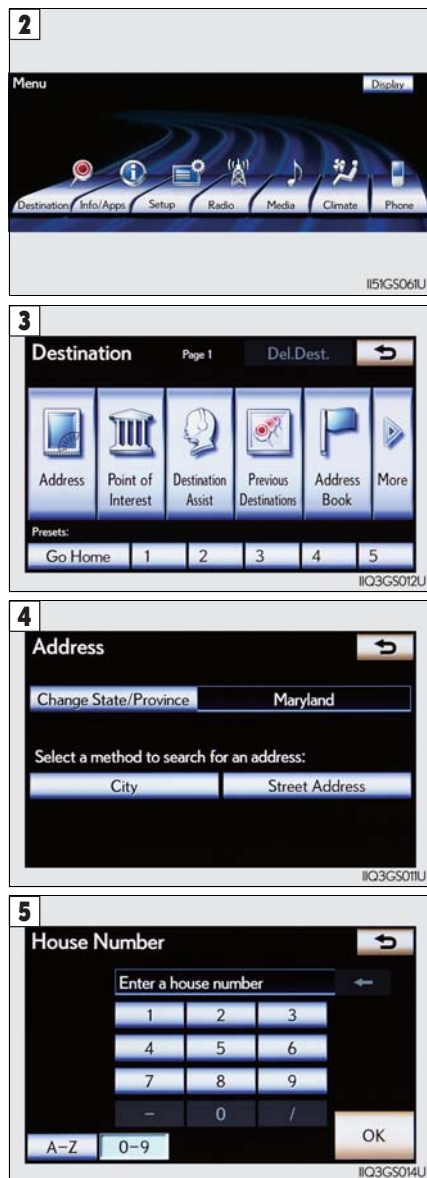 2
Menu Display
Destination Info/Apps Setup Radio Media Climate Phone
II51GS061U
3
Destination Page 1 Del.Dest.
Address Point of Interest Destination Assist Previous Destinations Address Book More
Presets:
Go Home 1 2 3 4 5
IIQ3GS012U
4
Address
Change State/Province Maryland
Select a method to search for an address:
City Street Address
IIQ3GS011U
5
House Number
Enter a house number
1 2 3
4 5 6
7 8 9
- 0 /
A-Z 0-9 OK
IIQ3GS014U